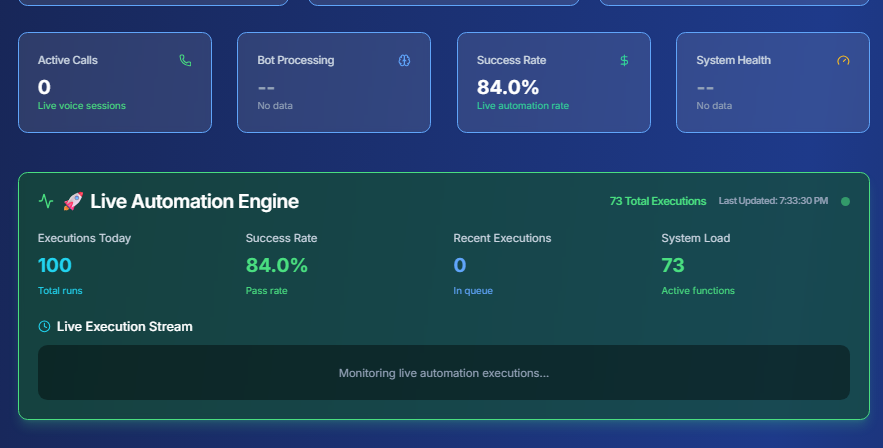 Active Calls
0
Live voice sessions
Bot Processing
--
No data
Success Rate
84.0%
Live automation rate
System Health
--
No data
🚀 Live Automation Engine
73 Total Executions
Last Updated: 7:33:30 PM
Executions Today
100
Total runs
Success Rate
84.0%
Pass rate
Recent Executions
0
In queue
System Load
73
Active functions
Live Execution Stream
Monitoring live automation executions...